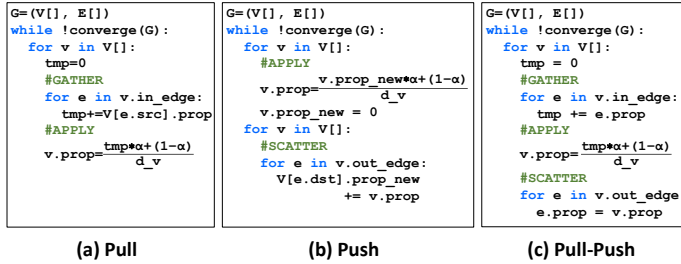 G=(V[], E[])
while !converge(G):
for v in V[]:
tmp=0
#GATHER
for e in v.in_edge:
tmp+=V[e.src].prop
#APPLY
v.prop=tmp*α+(1-α)
d_v
(a) Pull
G=(V[], E[])
while !converge(G):
for v in V[]:
#APPLY
v.prop=v.prop_new*α+(1-α)
d_v
v.prop_new = 0
for v in V[]:
#SCATTER
for e in v.out_edge:
V[e.dst].prop_new
+= v.prop
(b) Push
G=(V[], E[])
while !converge(G):
for v in V[]:
tmp = 0
#GATHER
for e in v.in_edge:
tmp += e.prop
#APPLY
v.prop=tmp*α+(1-α)
d_v
#SCATTER
for e in v.out_edge
e.prop = v.prop
(c) Pull-Push